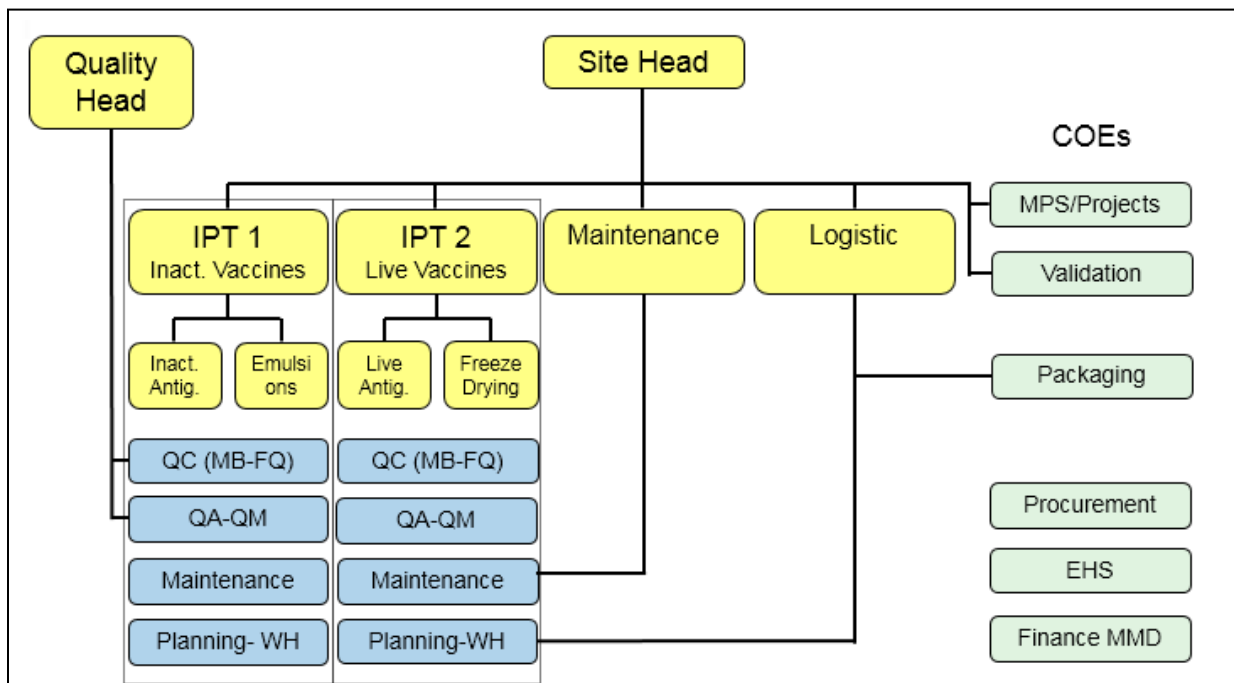 Quality
Head
Site Head
COEs
MPS/Projects
IPT 1
Inact. Vaccines
IPT 2
Live Vaccines
Maintenance
Logistic
Validation
Inact.
Antig.
Emulsi
ons
Live
Antig.
Freeze
Drying
Packaging
QC (MB-FQ)
QC (MB-FQ)
QA-QM
QA-QM
Procurement
Maintenance
Maintenance
EHS
Planning- WH
Planning-WH
Finance MMD